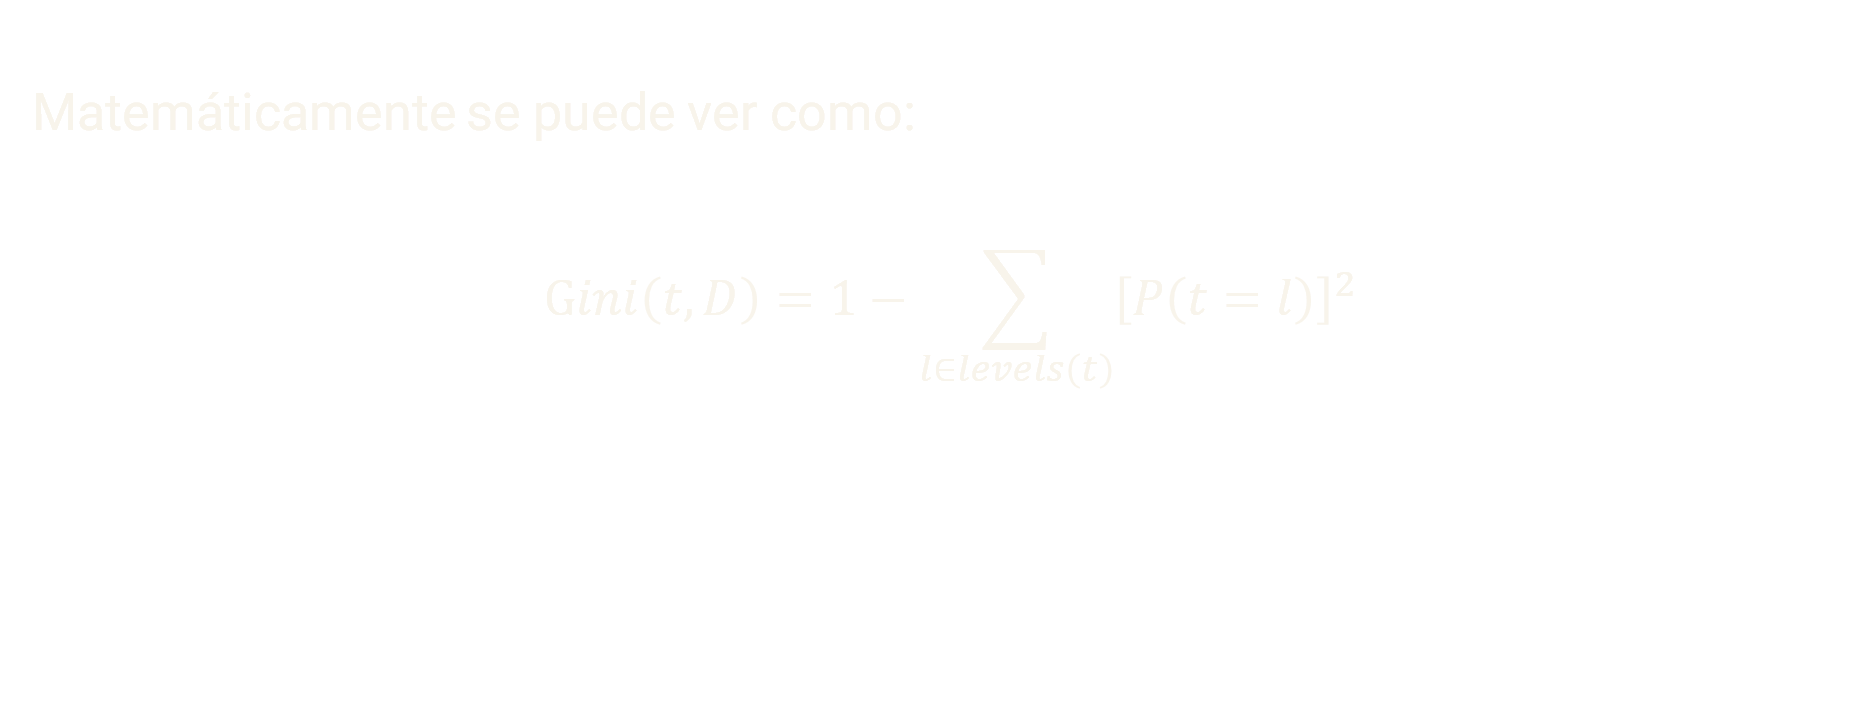 Matemáticamente se puede ver como:
Gini(t, D) = 1 − ∑ [P(t = l)]²
l∈levels(t)